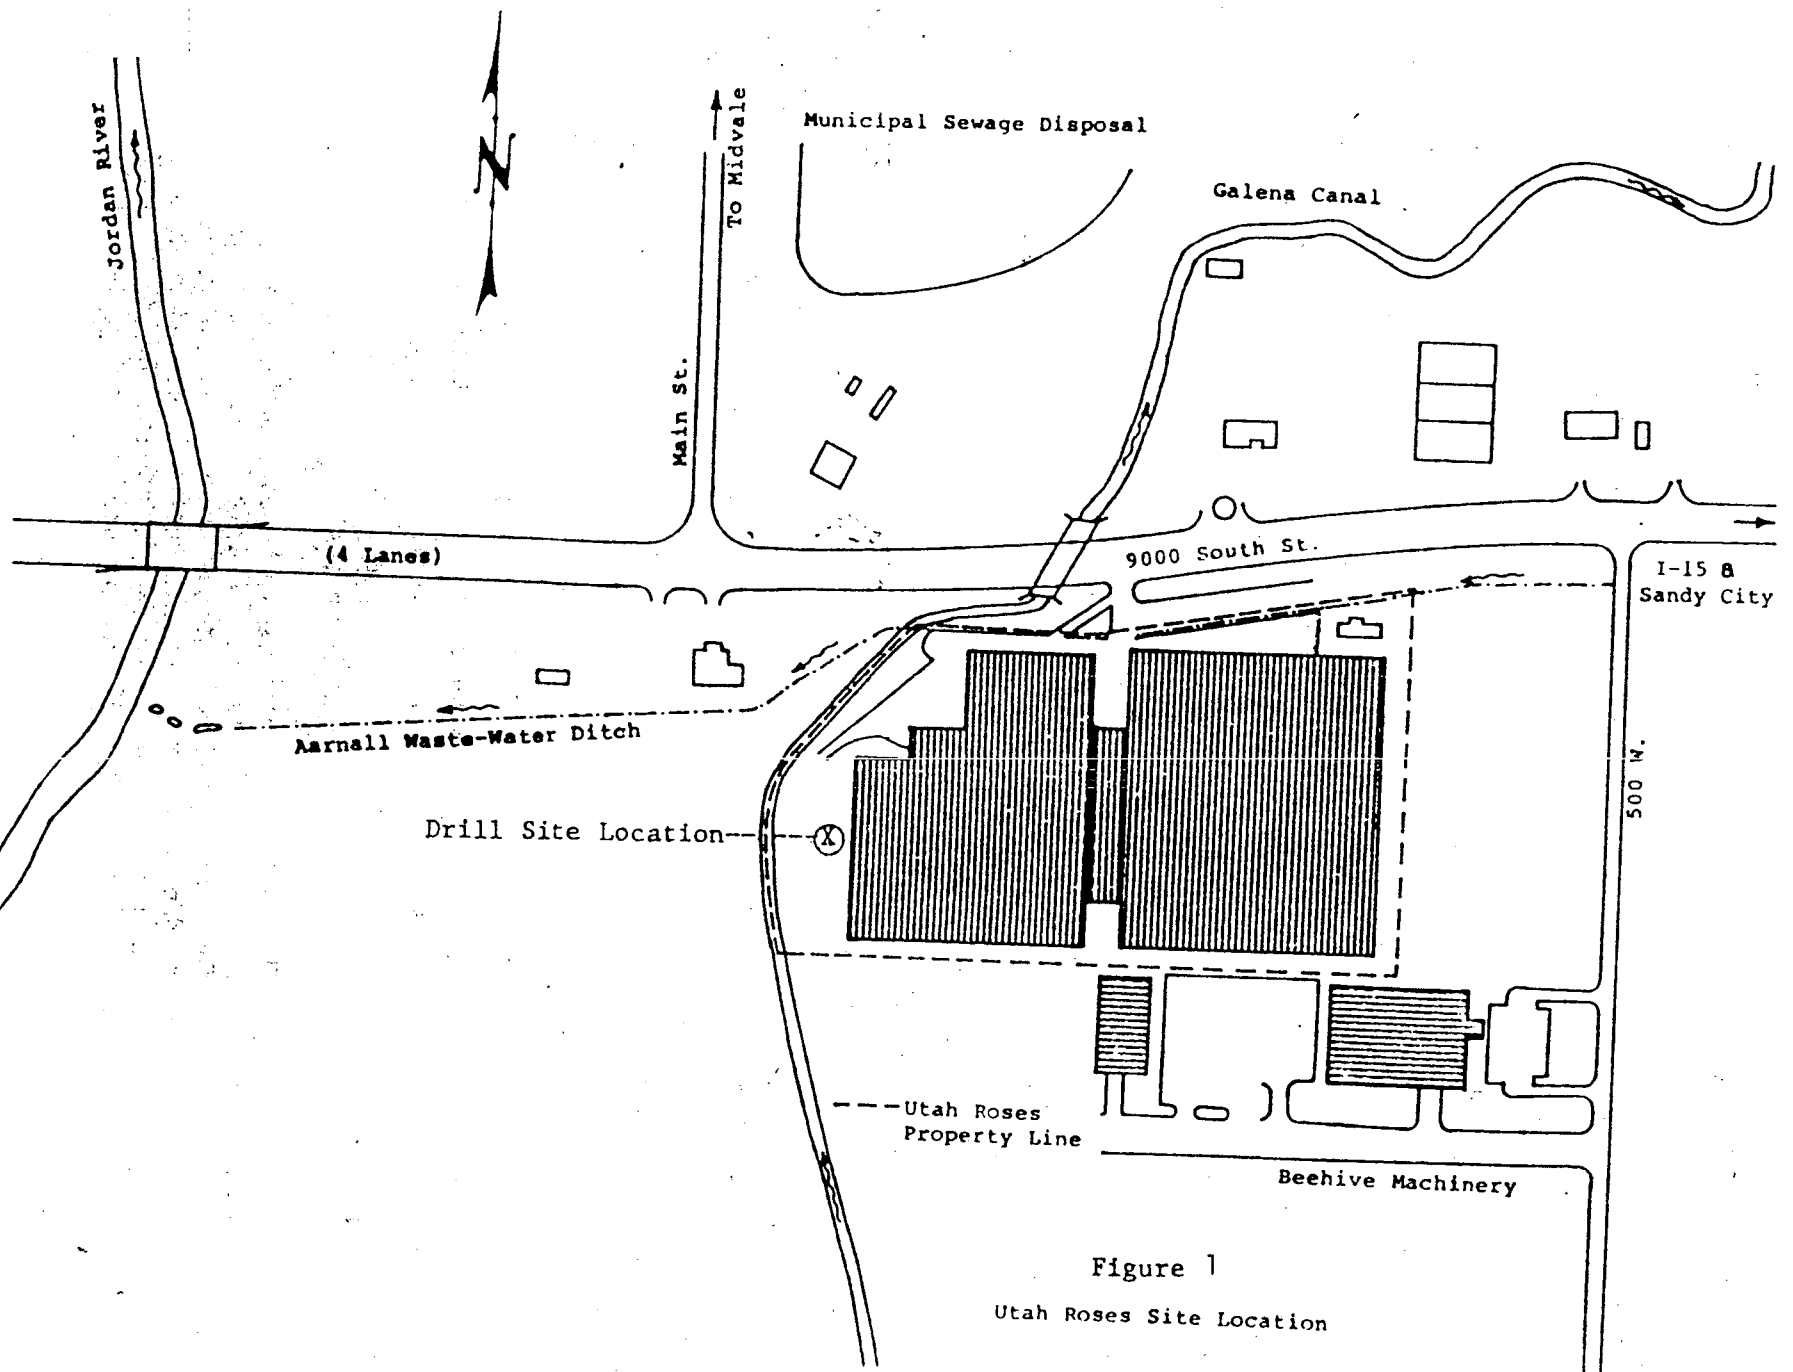 Jordan River
N
To Midvale
Municipal Sewage Disposal
Galena Canal
Main St.
(4 Lanes)
9000 South St.
I-15 &
Sandy City
Aarnall Waste-Water Ditch
500 W.
Drill Site Location
X
Utah Roses
Property Line
Beehive Machinery
Figure 1
Utah Roses Site Location